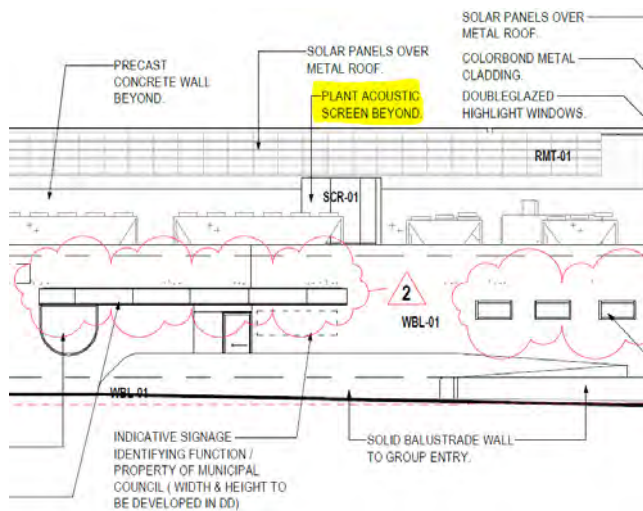 SOLAR PANELS OVER
METAL ROOF.
SOLAR PANELS OVER
METAL ROOF.
PRECAST
CONCRETE WALL
BEYOND.
COLORBOND METAL
CLADDING.
PLANT ACOUSTIC
SCREEN BEYOND.
DOUBLEGLAZED
HIGHLIGHT WINDOWS.
RMT-01
SCR-01
2
WBL-01
WBL-01
INDICATIVE SIGNAGE
IDENTIFYING FUNCTION /
PROPERTY OF MUNICIPAL
COUNCIL ( WIDTH & HEIGHT TO
BE DEVELOPED IN DD)
SOLID BALUSTRADE WALL
TO GROUP ENTRY.